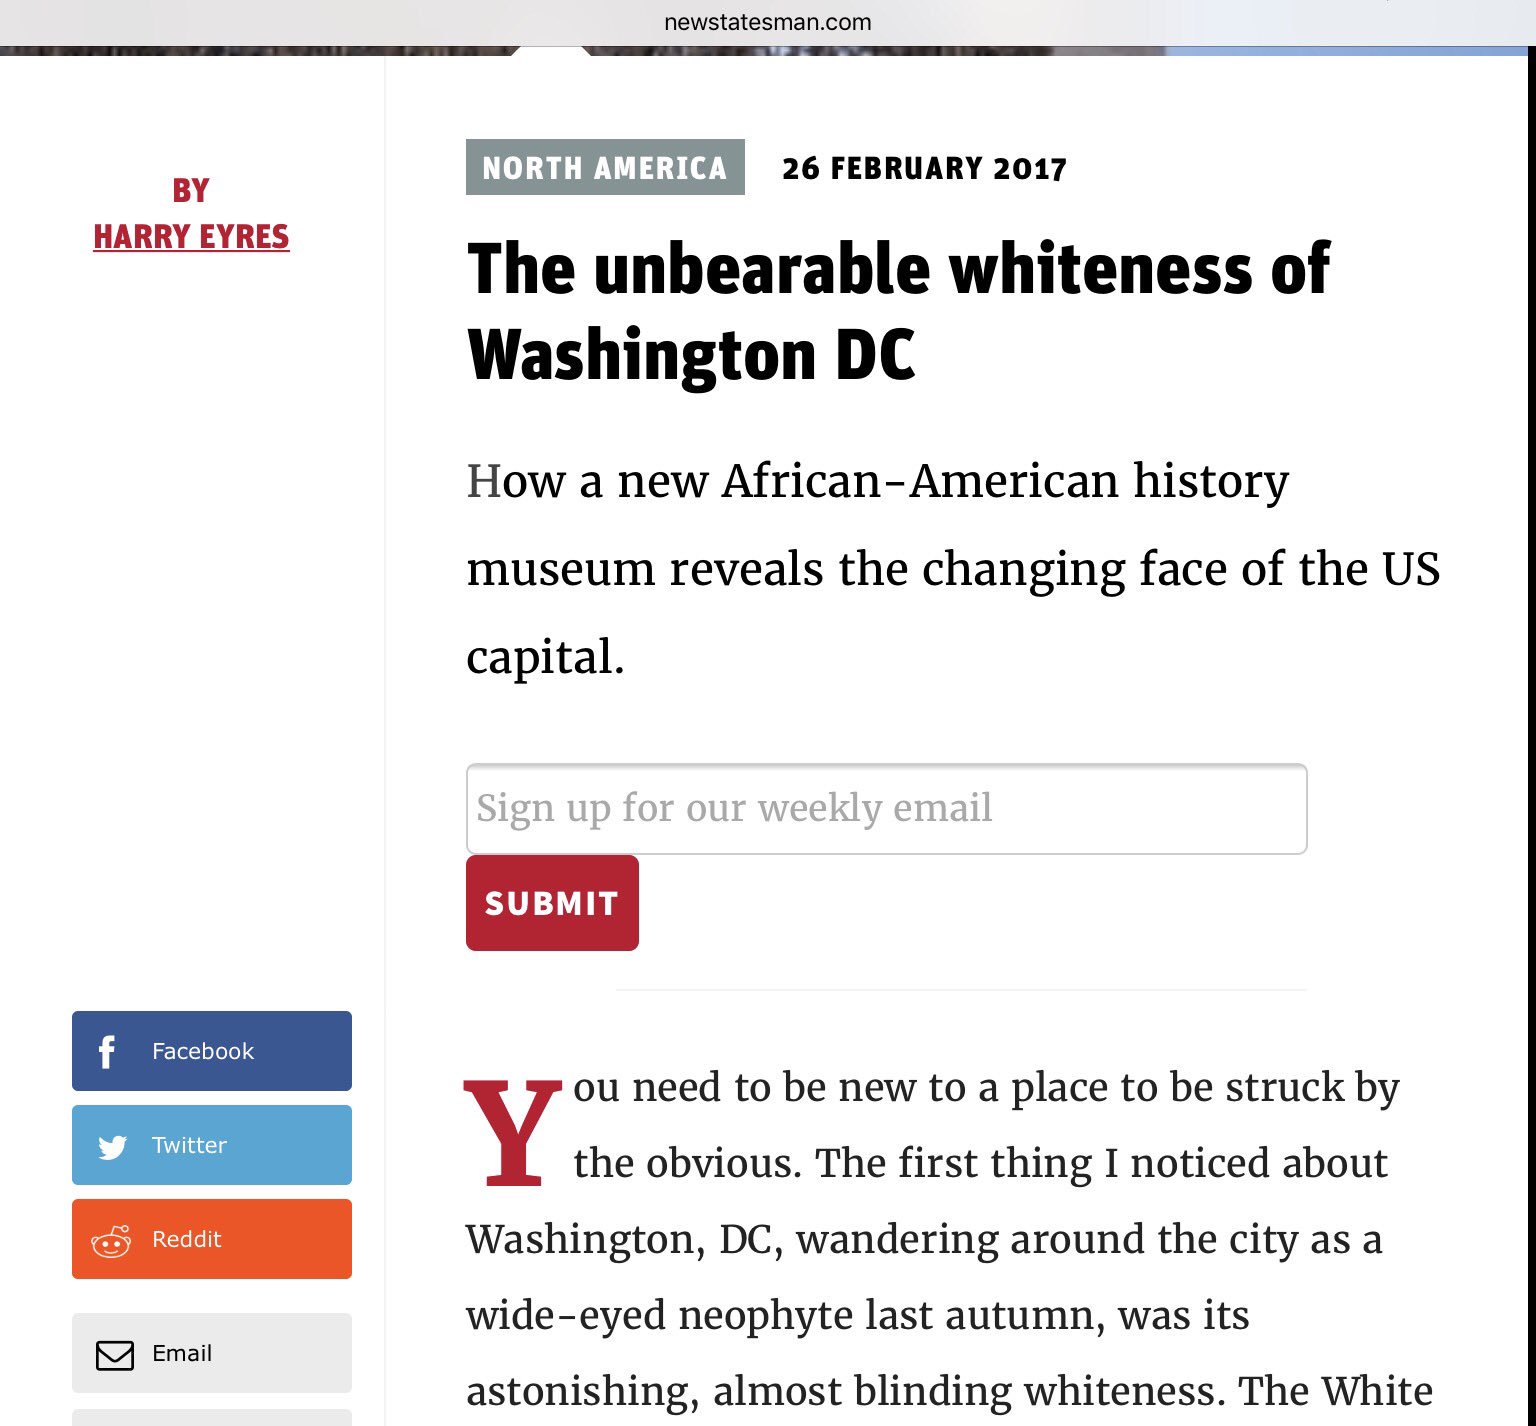 newstatesman.com
BY
HARRY EYRES
NORTH AMERICA 26 FEBRUARY 2017
The unbearable whiteness of
Washington DC
How a new African-American history
museum reveals the changing face of the US
capital.
Sign up for our weekly email
SUBMIT
Facebook
Twitter
Reddit
Email
You need to be new to a place to be struck by
the obvious. The first thing I noticed about
Washington, DC, wandering around the city as a
wide-eyed neophyte last autumn, was its
astonishing, almost blinding whiteness. The White